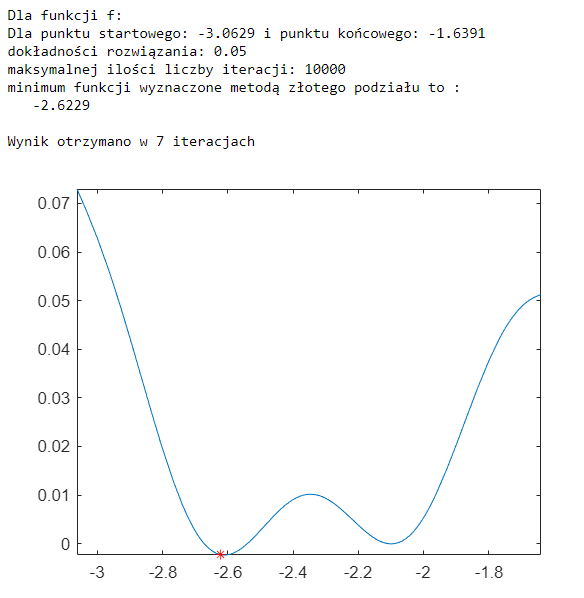 Dla funkcji f:
Dla punktu startowego: -3.0629 i punktu końcowego: -1.6391
dokładności rozwiązania: 0.05
maksymalnej ilości liczby iteracji: 10000
minimum funkcji wyznaczone metodą złotego podziału to :
-2.6229
Wynik otrzymano w 7 iteracjach
0.07
0.06
0.05
0.04
0.03
0.02
0.01
0
-3 -2.8 -2.6 -2.4 -2.2 -2 -1.8